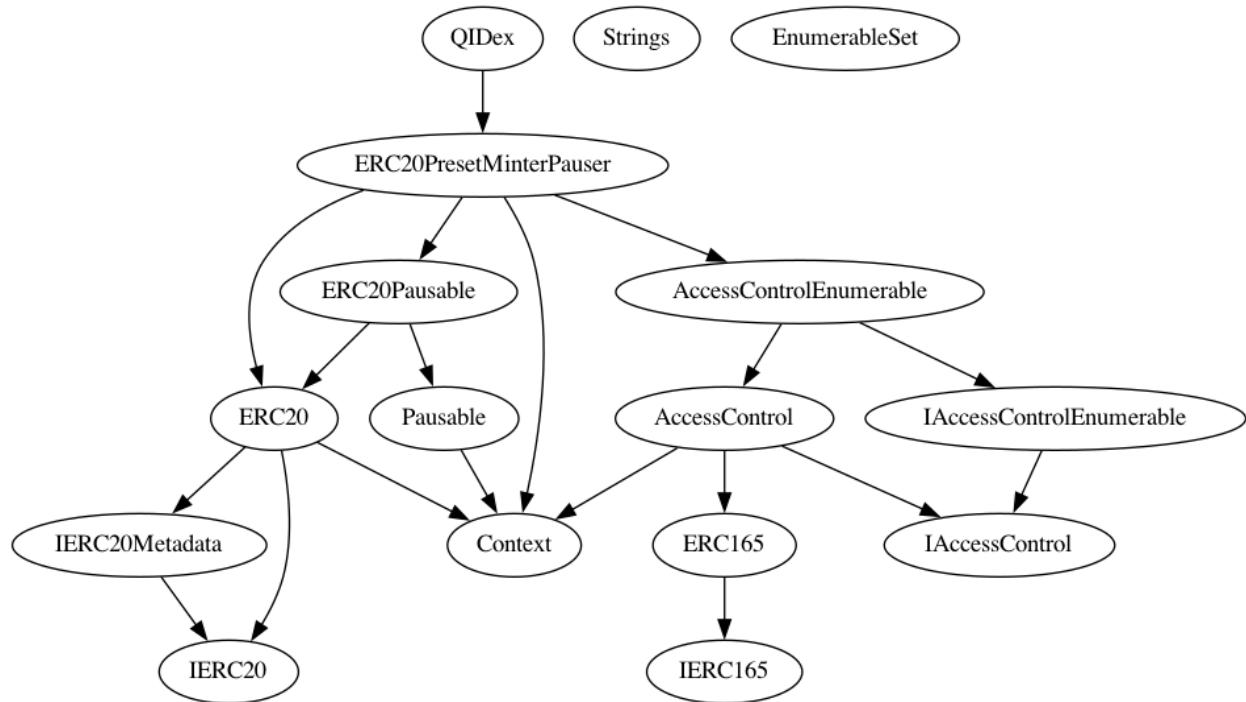 QIDex
Strings
EnumerableSet
ERC20PresetMinterPauser
ERC20Pausable
AccessControlEnumerable
ERC20
Pausable
AccessControl
IAccessControlEnumerable
IERC20Metadata
Context
ERC165
IAccessControl
IERC20
IERC165